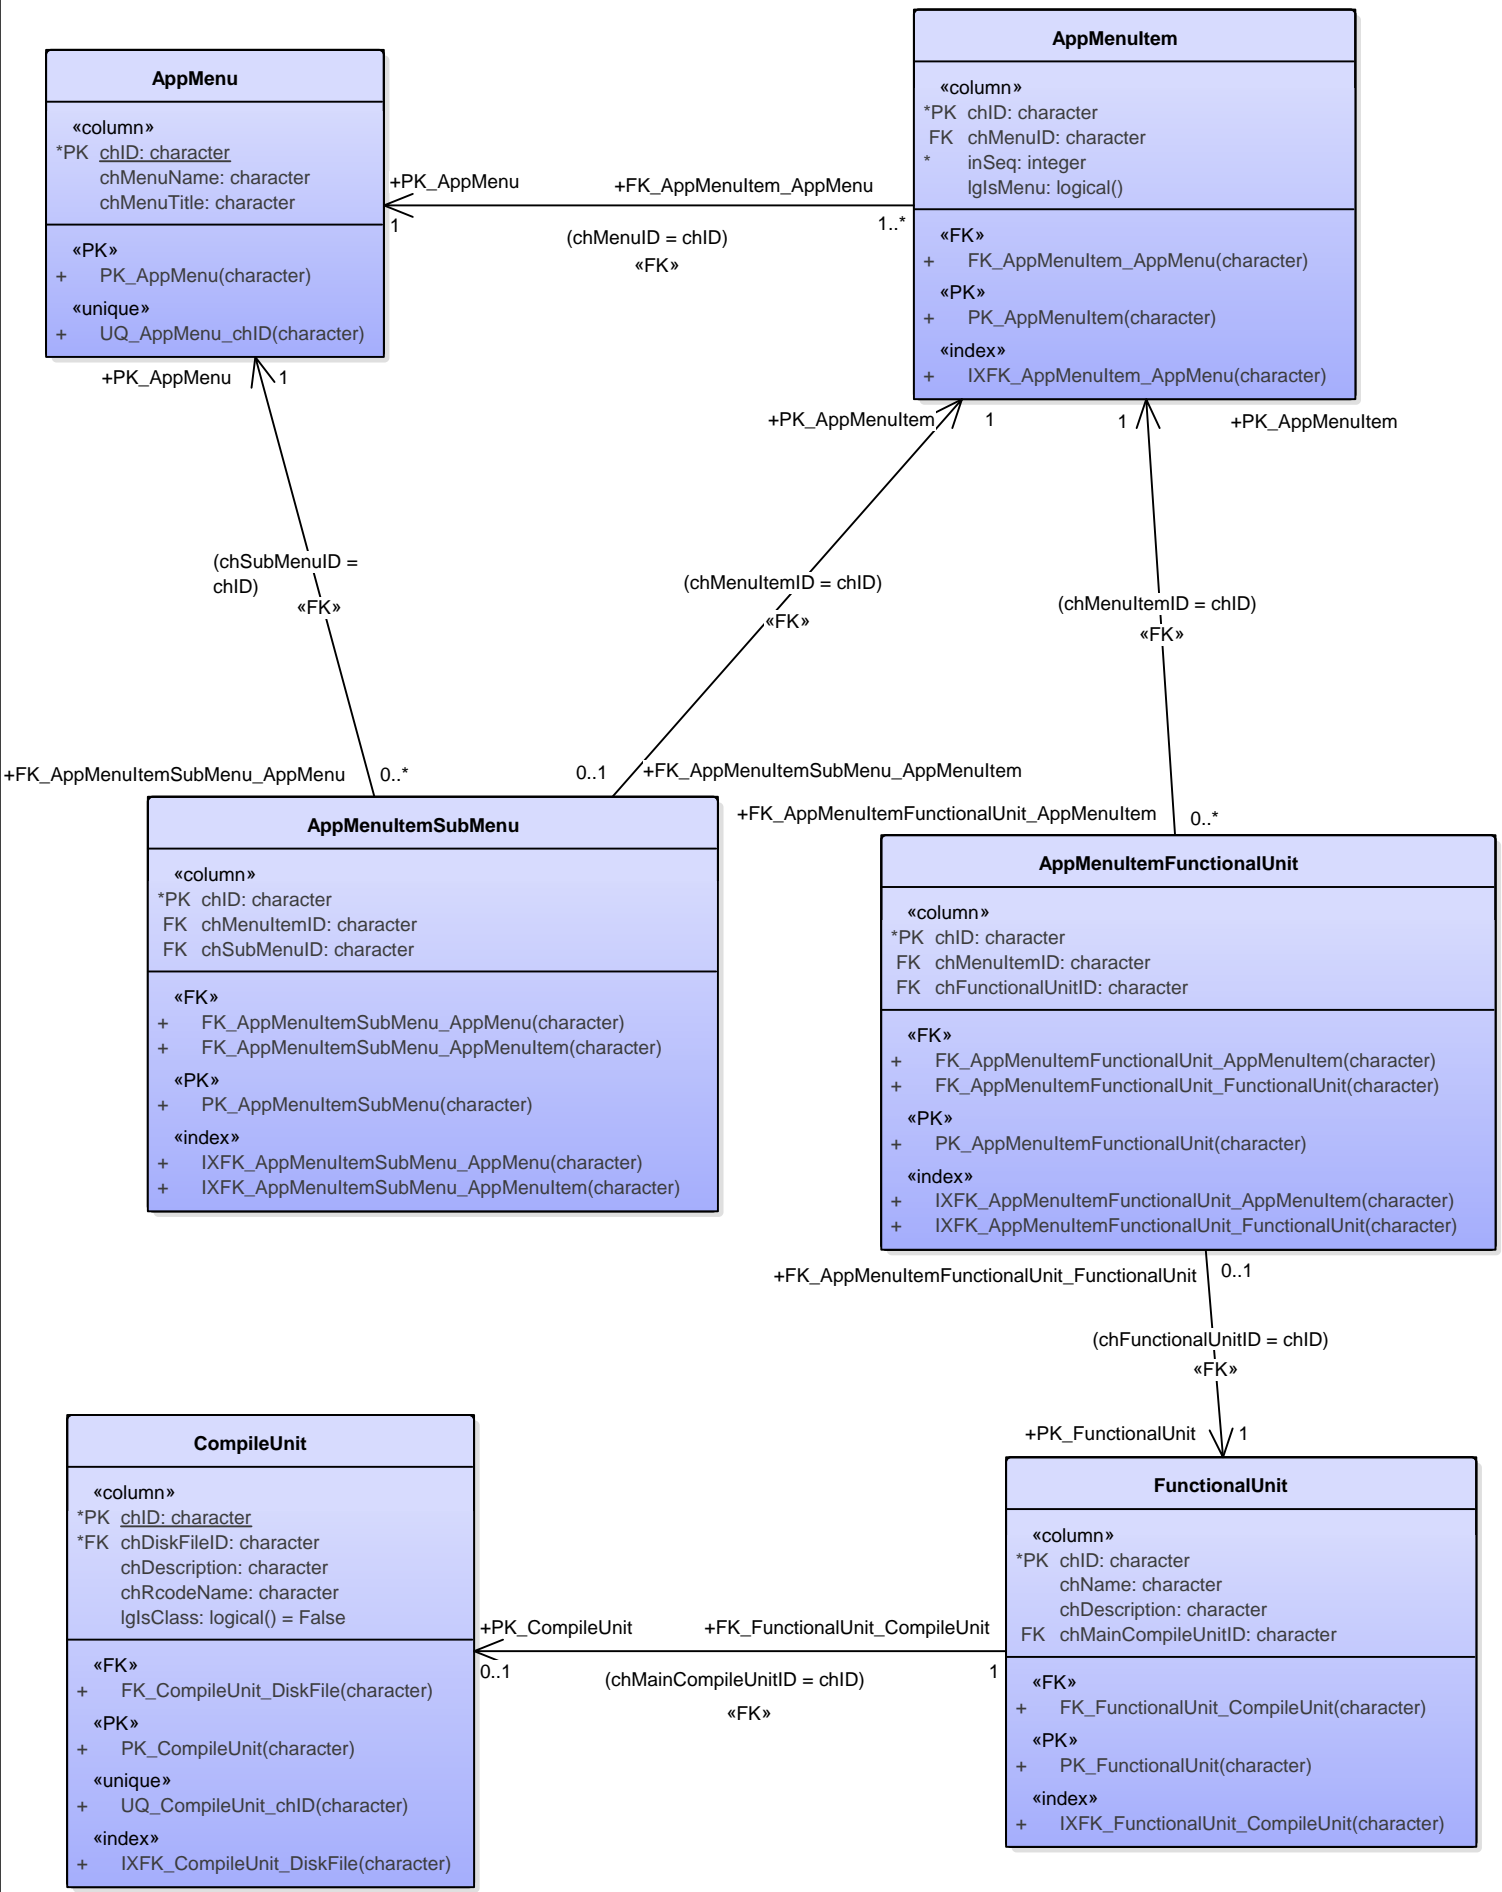 AppMenu
«column»
*PK chID: character
chMenuName: character
chMenuTitle: character
«PK»
+ PK_AppMenu(character)
«unique»
+ UQ_AppMenu_chID(character)
AppMenuItem
«column»
*PK chID: character
FK chMenuID: character
* inSeq: integer
lgIsMenu: logical()
«FK»
+ FK_AppMenuItem_AppMenu(character)
«PK»
+ PK_AppMenuItem(character)
«index»
+ IXFK_AppMenuItem_AppMenu(character)
+PK_AppMenu
+FK_AppMenuItem_AppMenu
1
1..*
(chMenuID = chID)
«FK»
+PK_AppMenu
1
+PK_AppMenuItem
1
1
+PK_AppMenuItem
(chSubMenuID =
chID)
«FK»
(chMenuItemID = chID)
«FK»
(chMenuItemID = chID)
«FK»
+FK_AppMenuItemSubMenu_AppMenu
0..*
0..1
+FK_AppMenuItemSubMenu_AppMenuItem
+FK_AppMenuItemFunctionalUnit_AppMenuItem
0..*
AppMenuItemSubMenu
«column»
*PK chID: character
FK chMenuItemID: character
FK chSubMenuID: character
«FK»
+ FK_AppMenuItemSubMenu_AppMenu(character)
+ FK_AppMenuItemSubMenu_AppMenuItem(character)
«PK»
+ PK_AppMenuItemSubMenu(character)
«index»
+ IXFK_AppMenuItemSubMenu_AppMenu(character)
+ IXFK_AppMenuItemSubMenu_AppMenuItem(character)
AppMenuItemFunctionalUnit
«column»
*PK chID: character
FK chMenuItemID: character
FK chFunctionalUnitID: character
«FK»
+ FK_AppMenuItemFunctionalUnit_AppMenuItem(character)
+ FK_AppMenuItemFunctionalUnit_FunctionalUnit(character)
«PK»
+ PK_AppMenuItemFunctionalUnit(character)
«index»
+ IXFK_AppMenuItemFunctionalUnit_AppMenuItem(character)
+ IXFK_AppMenuItemFunctionalUnit_FunctionalUnit(character)
+FK_AppMenuItemFunctionalUnit_FunctionalUnit
0..1
(chFunctionalUnitID = chID)
«FK»
+PK_FunctionalUnit
1
CompileUnit
«column»
*PK chID: character
*FK chDiskFileID: character
chDescription: character
chRcodeName: character
lgIsClass: logical() = False
«FK»
+ FK_CompileUnit_DiskFile(character)
«PK»
+ PK_CompileUnit(character)
«unique»
+ UQ_CompileUnit_chID(character)
«index»
+ IXFK_CompileUnit_DiskFile(character)
+PK_CompileUnit
+FK_FunctionalUnit_CompileUnit
0..1
1
(chMainCompileUnitID = chID)
«FK»
FunctionalUnit
«column»
*PK chID: character
chName: character
chDescription: character
FK chMainCompileUnitID: character
«FK»
+ FK_FunctionalUnit_CompileUnit(character)
«PK»
+ PK_FunctionalUnit(character)
«index»
+ IXFK_FunctionalUnit_CompileUnit(character)